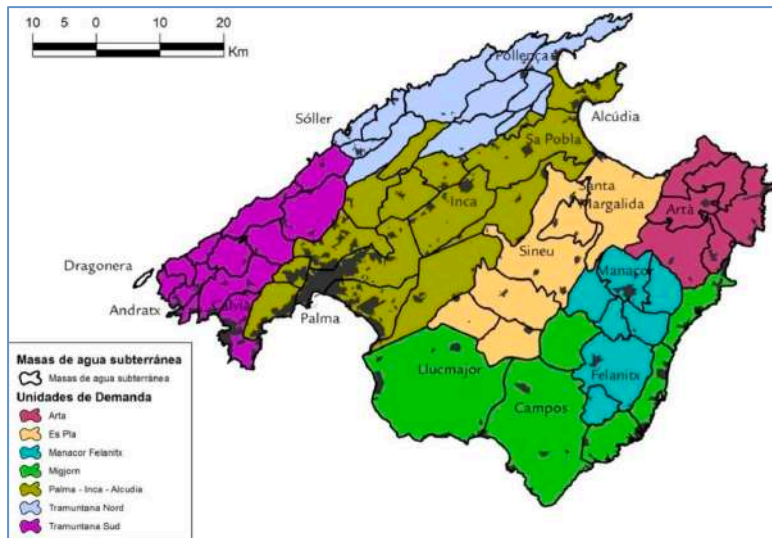 10 5 0 10 20
Km
Pollença
Sóller
Alcúdia
Sa Pobla
Inca
Santa
Margalida
Artà
Sineu
Dragonera
Manacor
Andratx
Calvià
Palma
Llucmajor
Felanitx
Campos
Masas de agua subterránea
Masas de agua subterránea
Unidades de Demanda
Arta
Es Pla
Manacor Felanitx
Migjorn
Palma - Inca - Alcudia
Tramuntana Nord
Tramuntana Sud